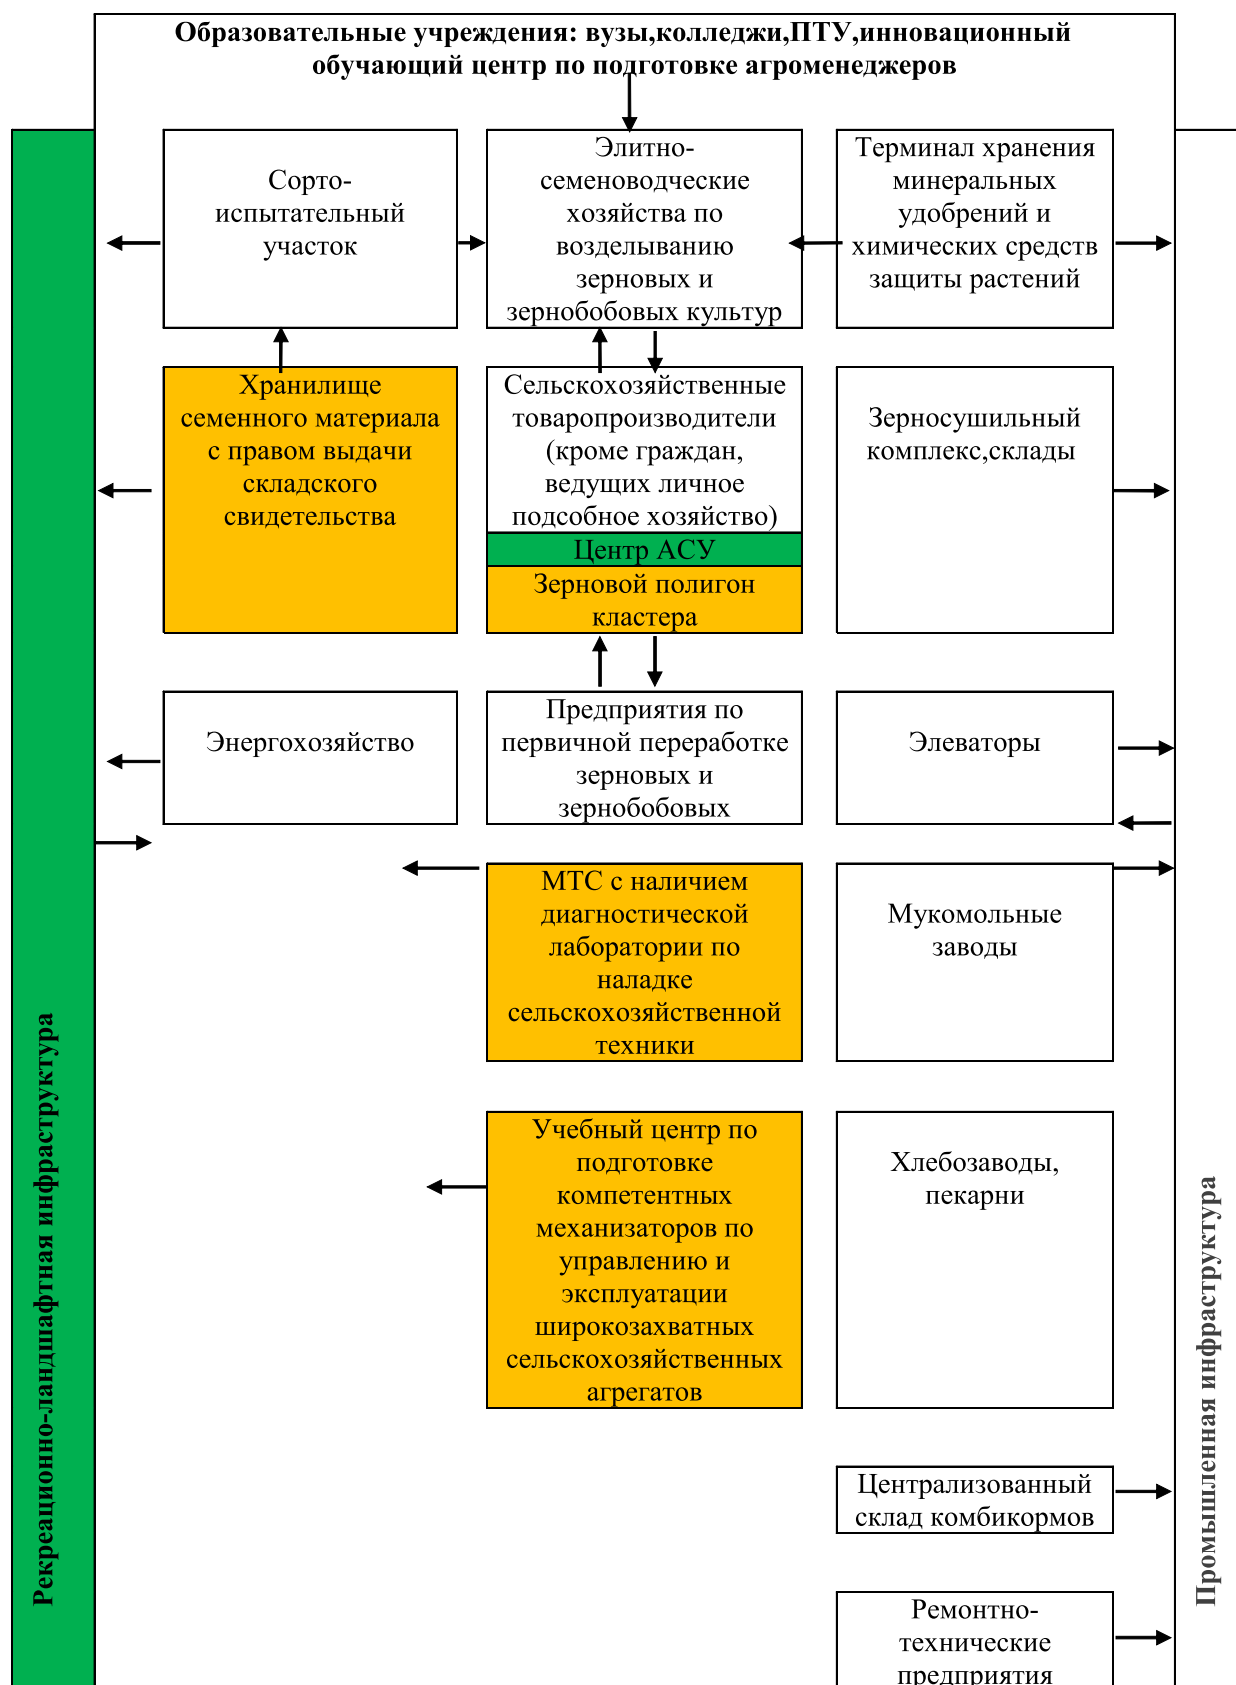 Образовательные учреждения: вузы,колледжи,ПТУ,инновационный
обучающий центр по подготовке агроменеджеров
Сорто-
испытательный
участок
Элитно-
семеноводческие
хозяйства по
возделыванию
зерновых и
зернобобовых культур
Терминал хранения
минеральных
удобрений и
химических средств
защиты растений
Хранилище
семенного материала
с правом выдачи
складского
свидетельства
Сельскохозяйственные
товаропроизводители
(кроме граждан,
ведущих личное
подсобное хозяйство)
Центр АСУ
Зерновой полигон
кластера
Зерносушильный
комплекс,склады
Энергохозяйство
Предприятия по
первичной переработке
зерновых и
зернобобовых
Элеваторы
МТС с наличием
диагностической
лаборатории по
наладке
сельскохозяйственной
техники
Мукомольные
заводы
Учебный центр по
подготовке
компетентных
механизаторов по
управлению и
эксплуатации
широкозахватных
сельскохозяйственных
агрегатов
Хлебозаводы,
пекарни
Централизованный
склад комбикормов
Ремонтно-
технические
предприятия
Рекреационно-ландшафтная инфраструктура
Промышленная инфраструктура